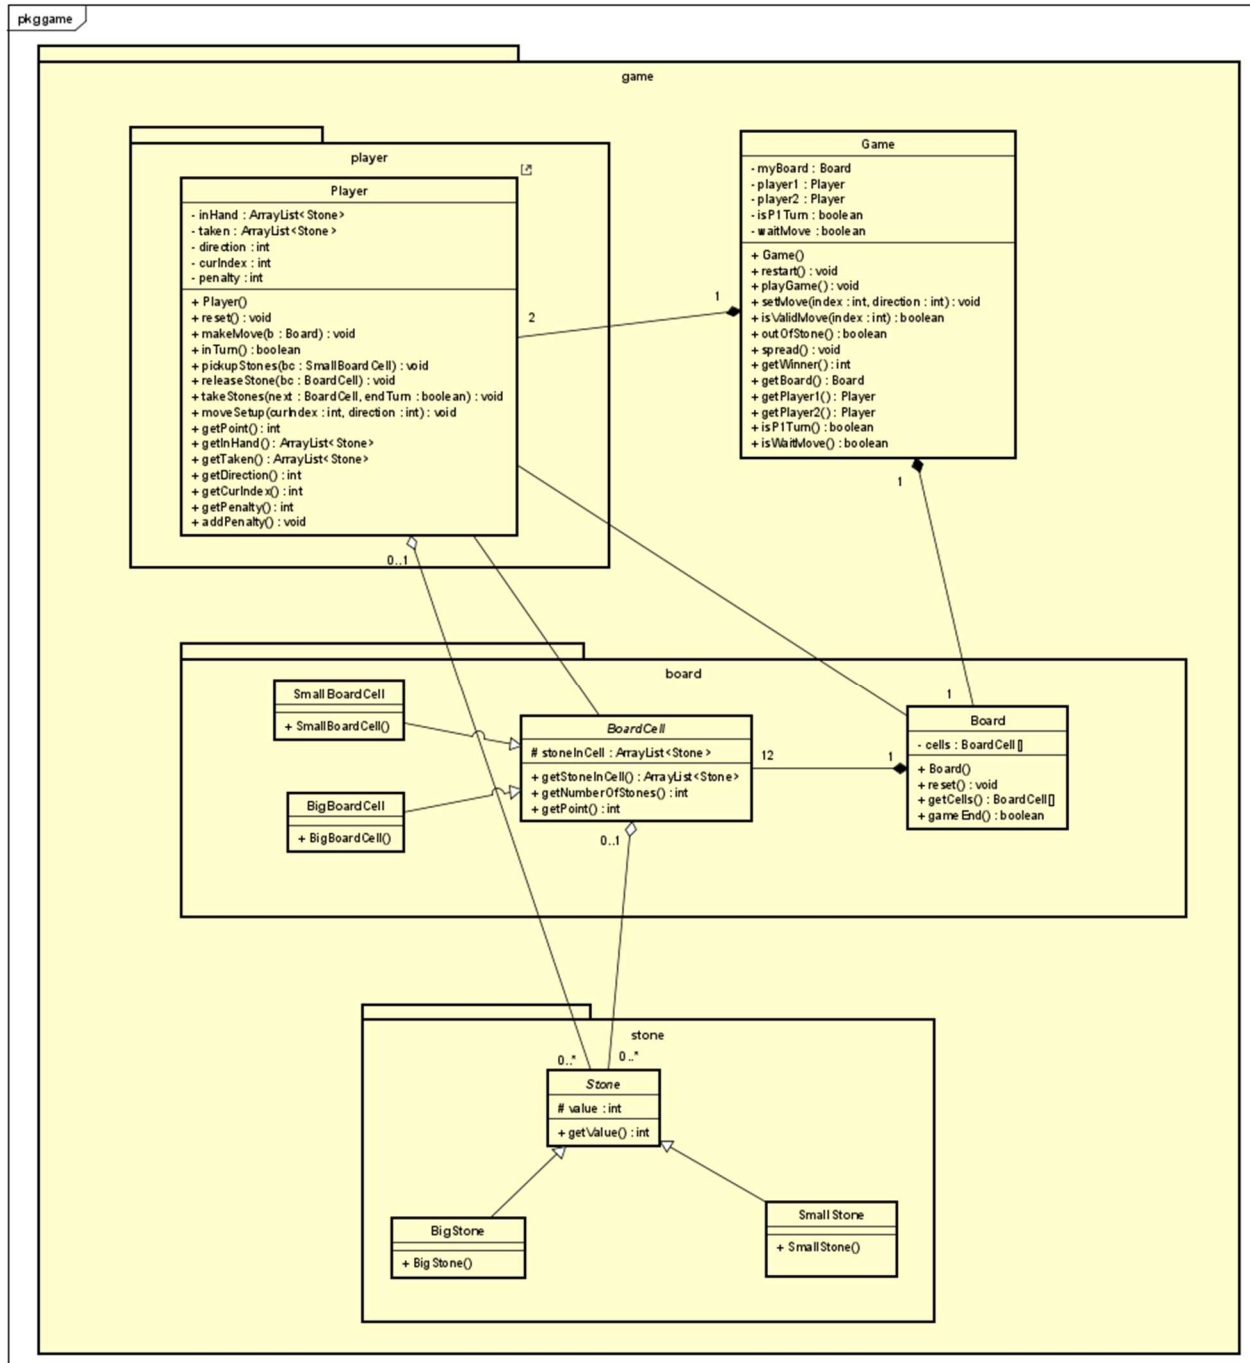 pkg game
game
player
Player
- inHand : ArrayList<Stone>
- taken : ArrayList<Stone>
- direction : int
- curIndex : int
- penalty : int
+ Player()
+ reset() : void
+ makeMove(b : Board) : void
+ inTurn() : boolean
+ pickupStones(bc : SmallBoardCell) : void
+ releaseStone(bc : BoardCell) : void
+ takeStones(next : BoardCell, endTurn : boolean) : void
+ moveSetup(curIndex : int, direction : int) : void
+ getPoint() : int
+ getInHand() : ArrayList<Stone>
+ getTaken() : ArrayList<Stone>
+ getDirection() : int
+ getCurIndex() : int
+ getPenalty() : int
+ addPenalty() : void
Game
- myBoard : Board
- player1 : Player
- player2 : Player
- isP1Turn : boolean
- waitMove : boolean
+ Game()
+ restart() : void
+ playGame() : void
+ setMove(index : int, direction : int) : void
+ isValidMove(index : int) : boolean
+ outOfStone() : boolean
+ spread() : void
+ getWinner() : int
+ getBoard() : Board
+ getPlayer1() : Player
+ getPlayer2() : Player
+ isP1Turn() : boolean
+ isWaitMove() : boolean
2
1
1
0..1
board
SmallBoardCell
+ SmallBoardCell()
BigBoardCell
+ BigBoardCell()
BoardCell
# stoneInCell : ArrayList<Stone>
+ getStoneInCell() : ArrayList<Stone>
+ getNumberOfStones() : int
+ getPoint() : int
12
1
1
Board
- cells : BoardCell[]
+ Board()
+ reset() : void
+ getCells() : BoardCell[]
+ gameEnd() : boolean
0..1
stone
0..*
0..*
Stone
# value : int
+ getValue() : int
BigStone
+ BigStone()
SmallStone
+ SmallStone()